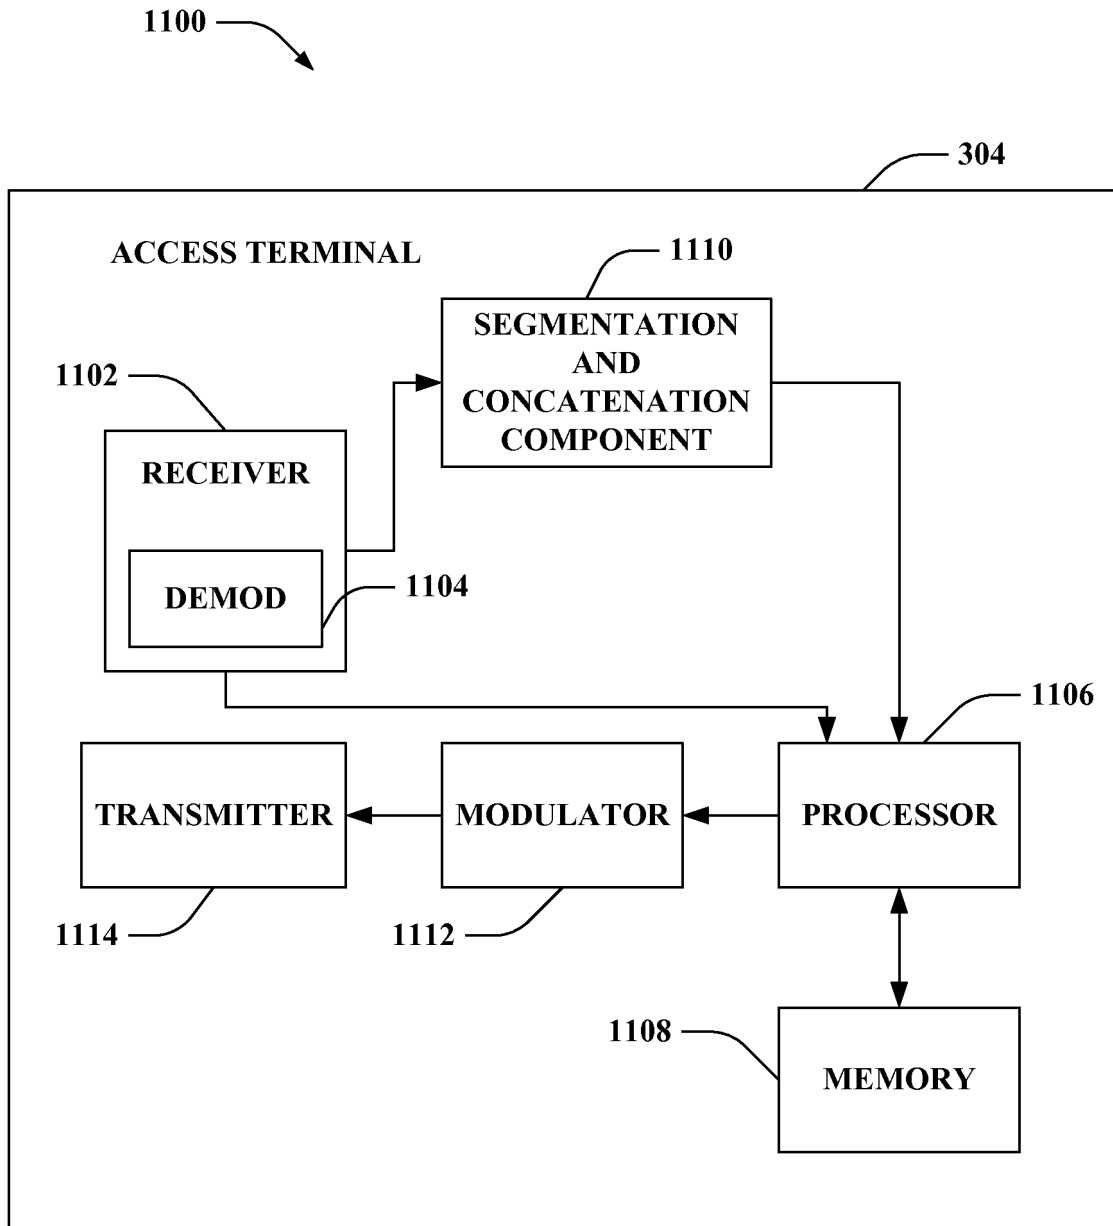 1100
304
ACCESS TERMINAL
1110
SEGMENTATION
AND
CONCATENATION
COMPONENT
1102
RECEIVER
DEMOD
1104
1106
TRANSMITTER
MODULATOR
PROCESSOR
1114
1112
1108
MEMORY